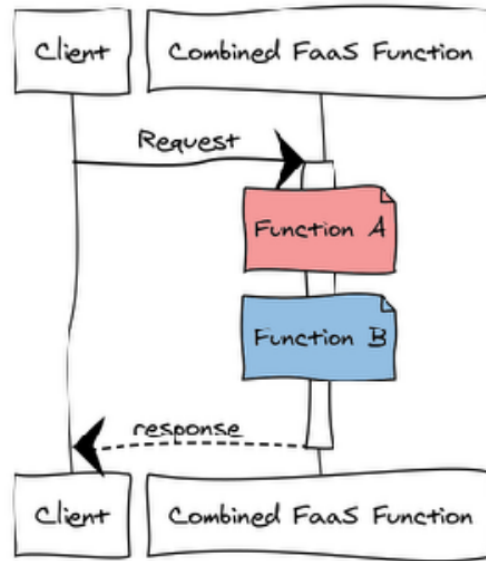 Client
Combined FaaS Function
Request
Function A
Function B
response
Client
Combined FaaS Function